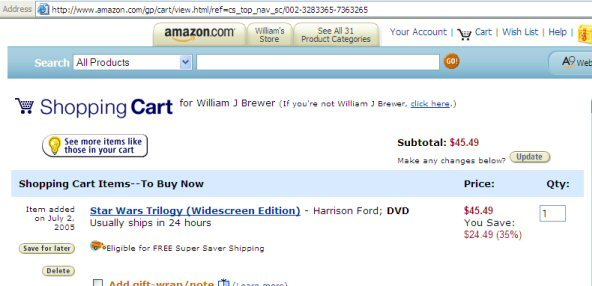 Address http://www.amazon.com/gp/cart/view.html/ref=cs_top_nav_sc/002-3283365-7363265
amazon.com William's Store See All 31 Product Categories Your Account | Cart | Wish List | Help |
Search All Products GO! A9 Web
Shopping Cart for William J Brewer (If you're not William J Brewer, click here.)
See more items like those in your cart
Subtotal: $45.49
Make any changes below? Update
Shopping Cart Items--To Buy Now Price: Qty:
Item added on July 2, 2005
Star Wars Trilogy (Widescreen Edition) - Harrison Ford; DVD $45.49 1
Usually ships in 24 hours You Save: $24.49 (35%)
Save for later Eligible for FREE Super Saver Shipping
Delete
Add gift-wrap/note (Learn more)